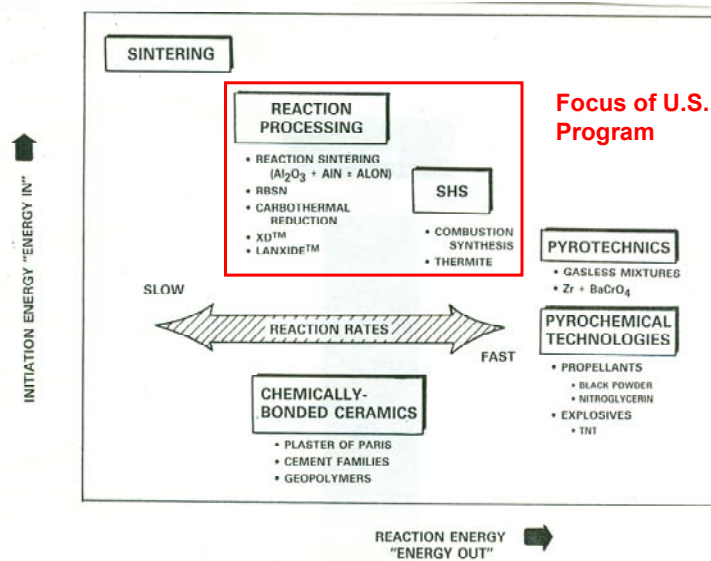 SINTERING
REACTION
PROCESSING
• REACTION SINTERING
(Al2O3 + AlN = ALON)
• RBSN
• CARBOTHERMAL
REDUCTION
• XD™
• LANXIDE™
SHS
• COMBUSTION
SYNTHESIS
• THERMITE
Focus of U.S.
Program
PYROTECHNICS
• GASLESS MIXTURES
• Zr + BaCrO4
SLOW
REACTION RATES
FAST
PYROCHEMICAL
TECHNOLOGIES
• PROPELLANTS
• BLACK POWDER
• NITROGLYCERIN
• EXPLOSIVES
• TNT
CHEMICALLY-
BONDED CERAMICS
• PLASTER OF PARIS
• CEMENT FAMILIES
• GEOPOLYMERS
INITIATION ENERGY "ENERGY IN"
REACTION ENERGY
"ENERGY OUT"